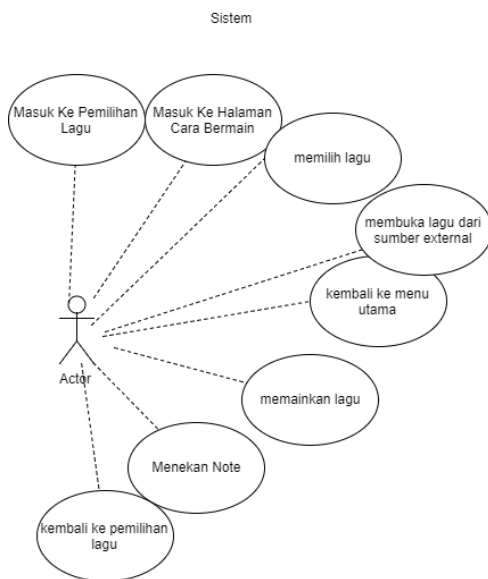 Sistem
Masuk Ke Pemilihan
Lagu
Masuk Ke Halaman
Cara Bermain
memilih lagu
membuka lagu dari
sumber external
kembali ke menu
utama
Actor
memainkan lagu
Menekan Note
kembali ke pemilihan
lagu